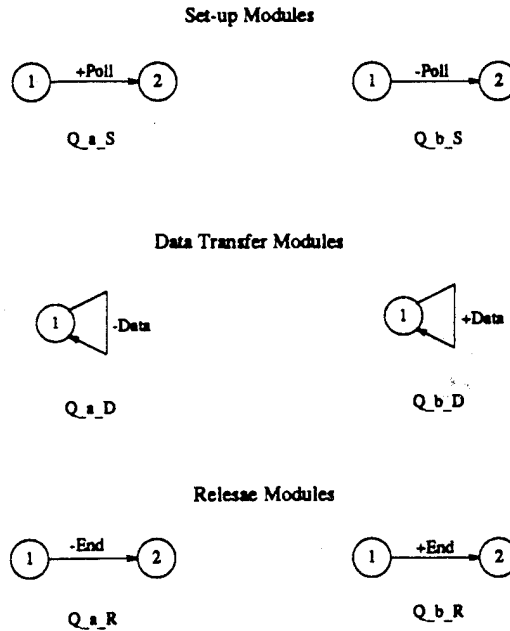 Set-up Modules
1 +Poll 2
1 -Poll 2
Q_a_S
Q_b_S
Data Transfer Modules
1 -Data
1 +Data
Q_a_D
Q_b_D
Relesae Modules
1 -End 2
1 +End 2
Q_a_R
Q_b_R